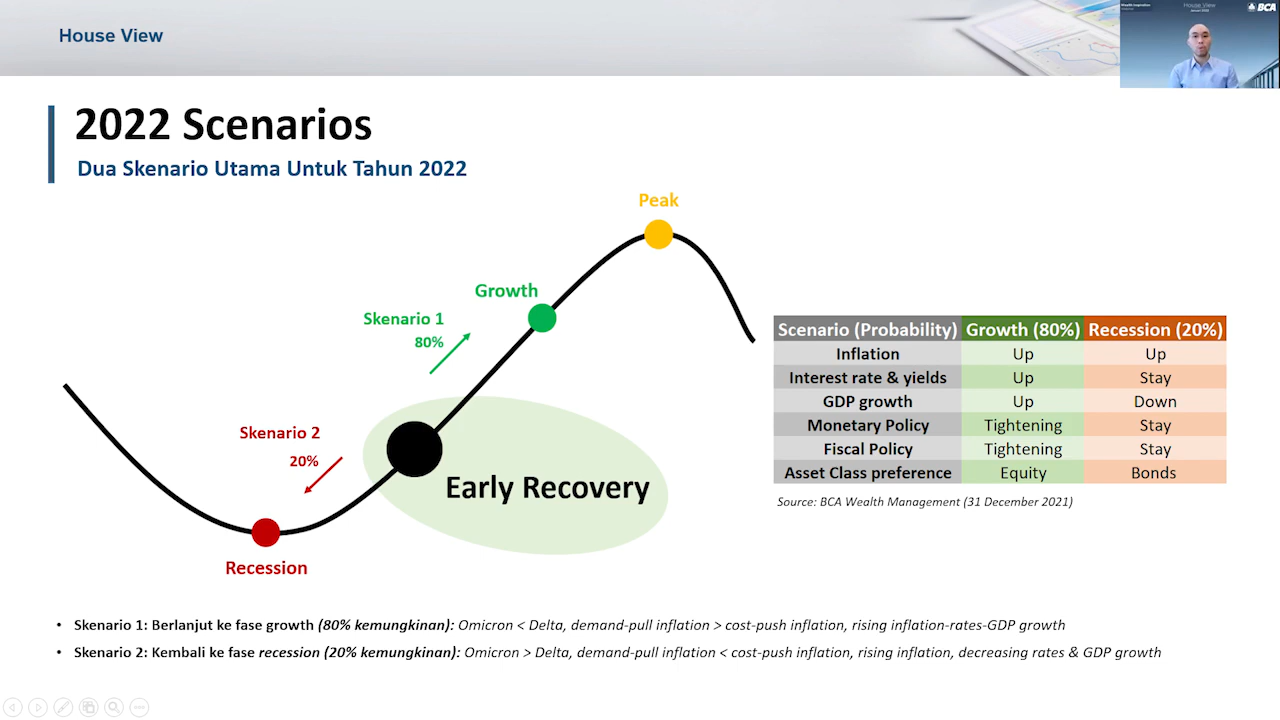 House View
Wealth Inspiration
House View
Januari 2022
BCA
2022 Scenarios
Dua Skenario Utama Untuk Tahun 2022
Peak
Growth
Skenario 1
80%
Skenario 2
20%
Early Recovery
Recession
Scenario (Probability) Growth (80%) Recession (20%)
Inflation Up Up
Interest rate & yields Up Stay
GDP growth Up Down
Monetary Policy Tightening Stay
Fiscal Policy Tightening Stay
Asset Class preference Equity Bonds
Source: BCA Wealth Management (31 December 2021)
• Skenario 1: Berlanjut ke fase growth (80% kemungkinan): Omicron < Delta, demand-pull inflation > cost-push inflation, rising inflation-rates-GDP growth
• Skenario 2: Kembali ke fase recession (20% kemungkinan): Omicron > Delta, demand-pull inflation < cost-push inflation, rising inflation, decreasing rates & GDP growth